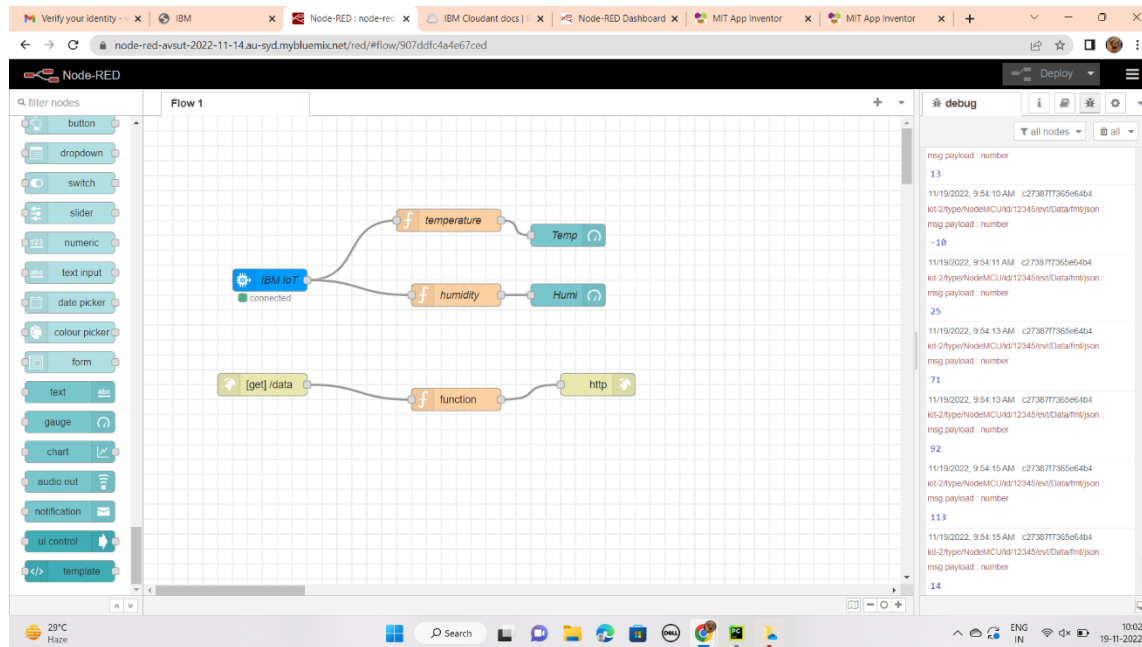 Verify your identity - s
IBM
Node-RED : node-red
IBM Cloudant docs | I
Node-RED Dashboard
MIT App Inventor
MIT App Inventor
node-red-avsut-2022-11-14.au-syd.mybluemix.net/red/#flow/907ddfc4a4e67ced
Node-RED
Deploy
filter nodes
Flow 1
debug
all nodes
all
button
dropdown
switch
slider
123 numeric
abc text input
date picker
colour picker
form
text abc
gauge
chart
audio out
notification
ui control
</> template
temperature
Temp
IBM IoT
connected
humidity
Humi
[get] /data
function
http
msg.payload : number
13
11/19/2022, 9:54:10 AM c27387f7365e64b4
iot-2/type/NodeMCU/id/12345/evt/Data/fmt/json :
msg.payload : number
-10
11/19/2022, 9:54:11 AM c27387f7365e64b4
iot-2/type/NodeMCU/id/12345/evt/Data/fmt/json :
msg.payload : number
25
11/19/2022, 9:54:13 AM c27387f7365e64b4
iot-2/type/NodeMCU/id/12345/evt/Data/fmt/json :
msg.payload : number
71
11/19/2022, 9:54:13 AM c27387f7365e64b4
iot-2/type/NodeMCU/id/12345/evt/Data/fmt/json :
msg.payload : number
92
11/19/2022, 9:54:15 AM c27387f7365e64b4
iot-2/type/NodeMCU/id/12345/evt/Data/fmt/json :
msg.payload : number
113
11/19/2022, 9:54:15 AM c27387f7365e64b4
iot-2/type/NodeMCU/id/12345/evt/Data/fmt/json :
msg.payload : number
14
29°C
Haze
Search
DELL
PC
ENG
IN
10:02
19-11-2022